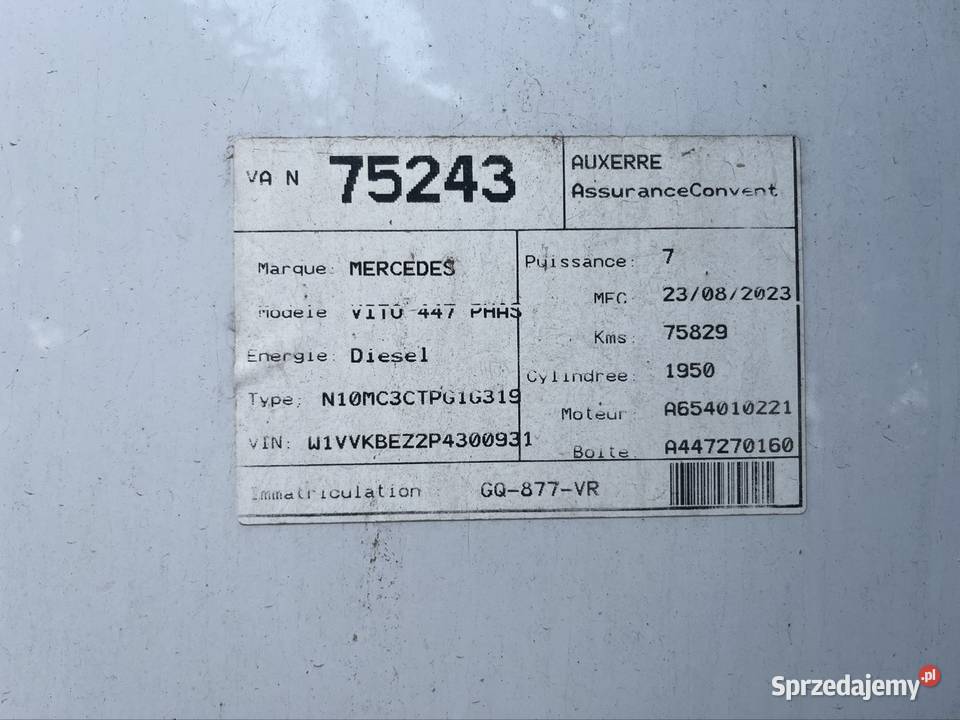 VA N 75243
AUXERRE
AssuranceConvent
Marque: MERCEDES
Modele VITO 447 PHAS
Energie: Diesel
Type: N10MC3CTPG1G319
VIN: W1VVKBEZ2P4300931
Puissance: 7
MEC 23/08/2023
Kms: 75829
Cylindree: 1950
Moteur: A654010221
Boite: A447270160
Immatriculation : GQ-877-VR
Sprzedajemy.pl